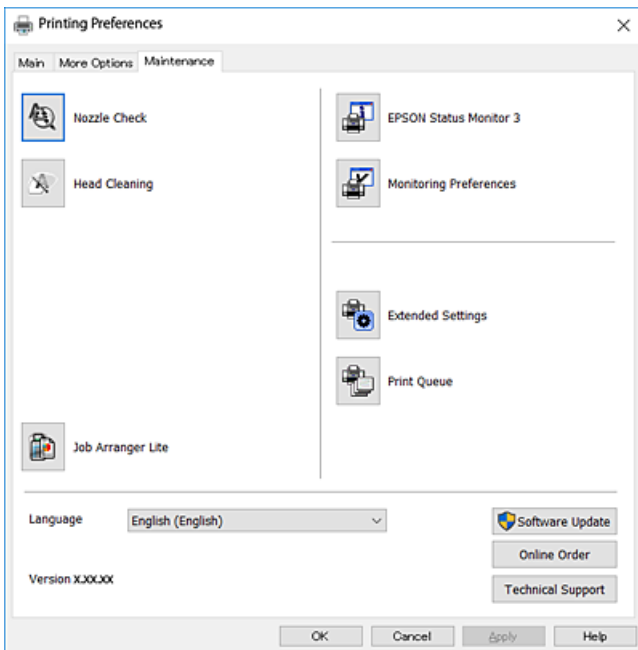 Printing Preferences
Main More Options Maintenance
Nozzle Check
Head Cleaning
Job Arranger Lite
EPSON Status Monitor 3
Monitoring Preferences
Extended Settings
Print Queue
Language English (English)
Version X.XX.XX
Software Update
Online Order
Technical Support
OK Cancel Apply Help